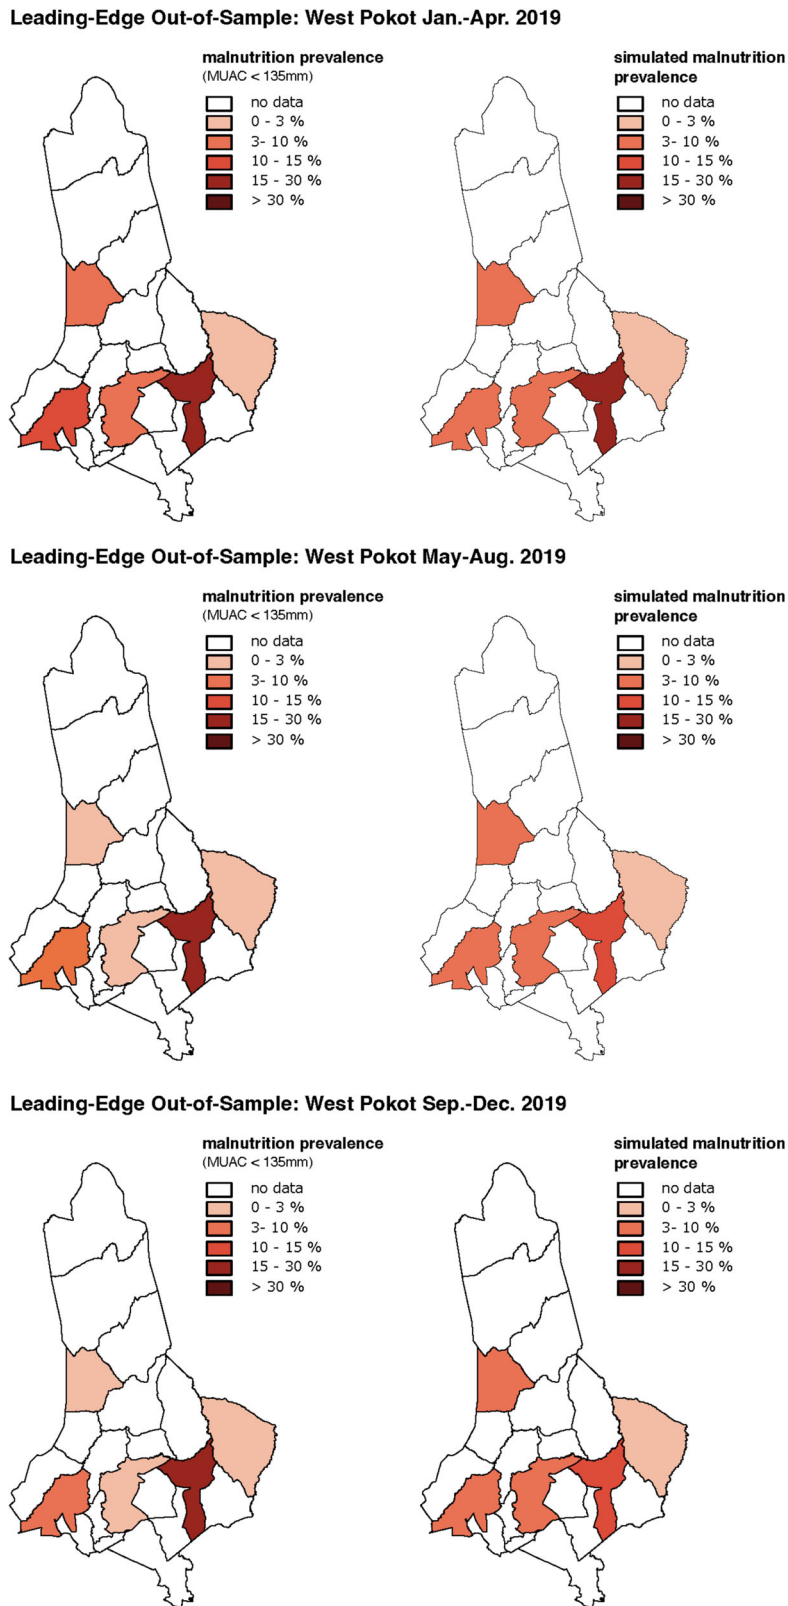 Leading-Edge Out-of-Sample: West Pokot Jan.-Apr. 2019
malnutrition prevalence
(MUAC < 135mm)
no data
0 - 3 %
3- 10 %
10 - 15 %
15 - 30 %
> 30 %
simulated malnutrition
prevalence
no data
0 - 3 %
3- 10 %
10 - 15 %
15 - 30 %
> 30 %
Leading-Edge Out-of-Sample: West Pokot May-Aug. 2019
malnutrition prevalence
(MUAC < 135mm)
no data
0 - 3 %
3- 10 %
10 - 15 %
15 - 30 %
> 30 %
simulated malnutrition
prevalence
no data
0 - 3 %
3- 10 %
10 - 15 %
15 - 30 %
> 30 %
Leading-Edge Out-of-Sample: West Pokot Sep.-Dec. 2019
malnutrition prevalence
(MUAC < 135mm)
no data
0 - 3 %
3- 10 %
10 - 15 %
15 - 30 %
> 30 %
simulated malnutrition
prevalence
no data
0 - 3 %
3- 10 %
10 - 15 %
15 - 30 %
> 30 %